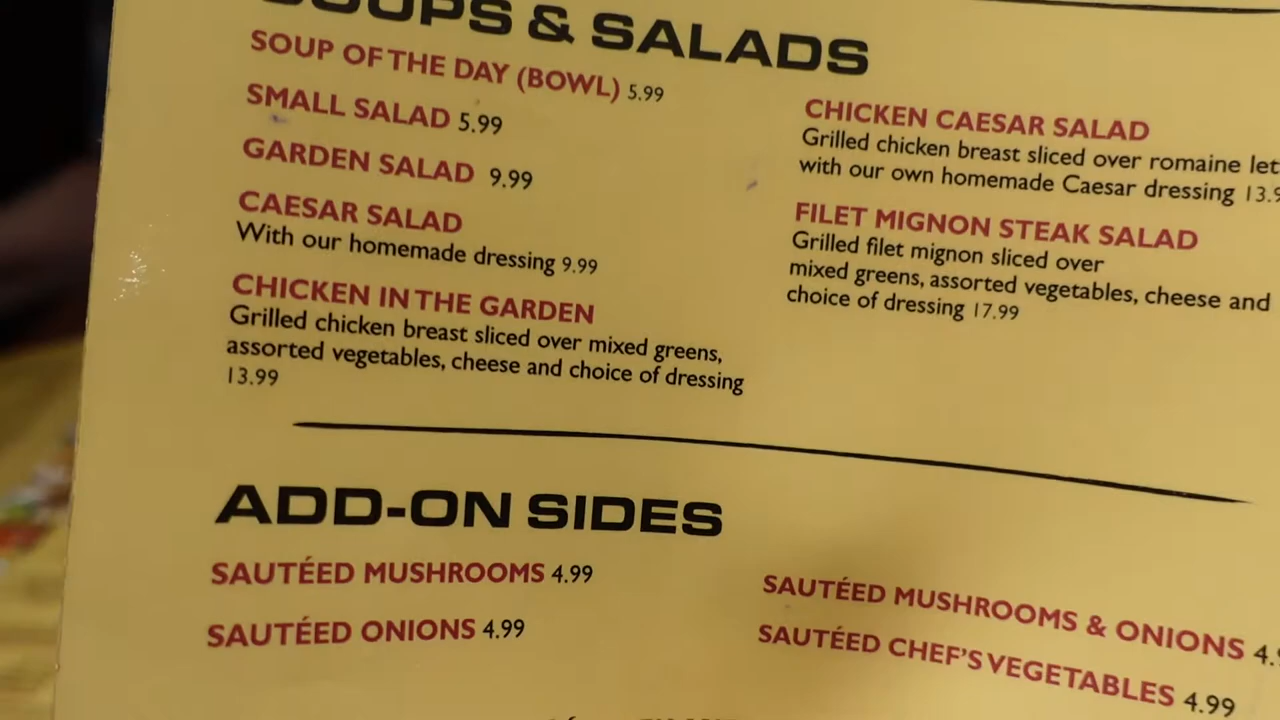 SOUPS & SALADS
SOUP OF THE DAY (BOWL) 5.99
SMALL SALAD 5.99
GARDEN SALAD 9.99
CAESAR SALAD
With our homemade dressing 9.99
CHICKEN IN THE GARDEN
Grilled chicken breast sliced over mixed greens,
assorted vegetables, cheese and choice of dressing
13.99
CHICKEN CAESAR SALAD
Grilled chicken breast sliced over romaine let
with our own homemade Caesar dressing 13.9
FILET MIGNON STEAK SALAD
Grilled filet mignon sliced over
mixed greens, assorted vegetables, cheese and
choice of dressing 17.99
ADD-ON SIDES
SAUTÉED MUSHROOMS 4.99
SAUTÉED ONIONS 4.99
SAUTÉED MUSHROOMS & ONIONS 4.9
SAUTÉED CHEF'S VEGETABLES 4.99